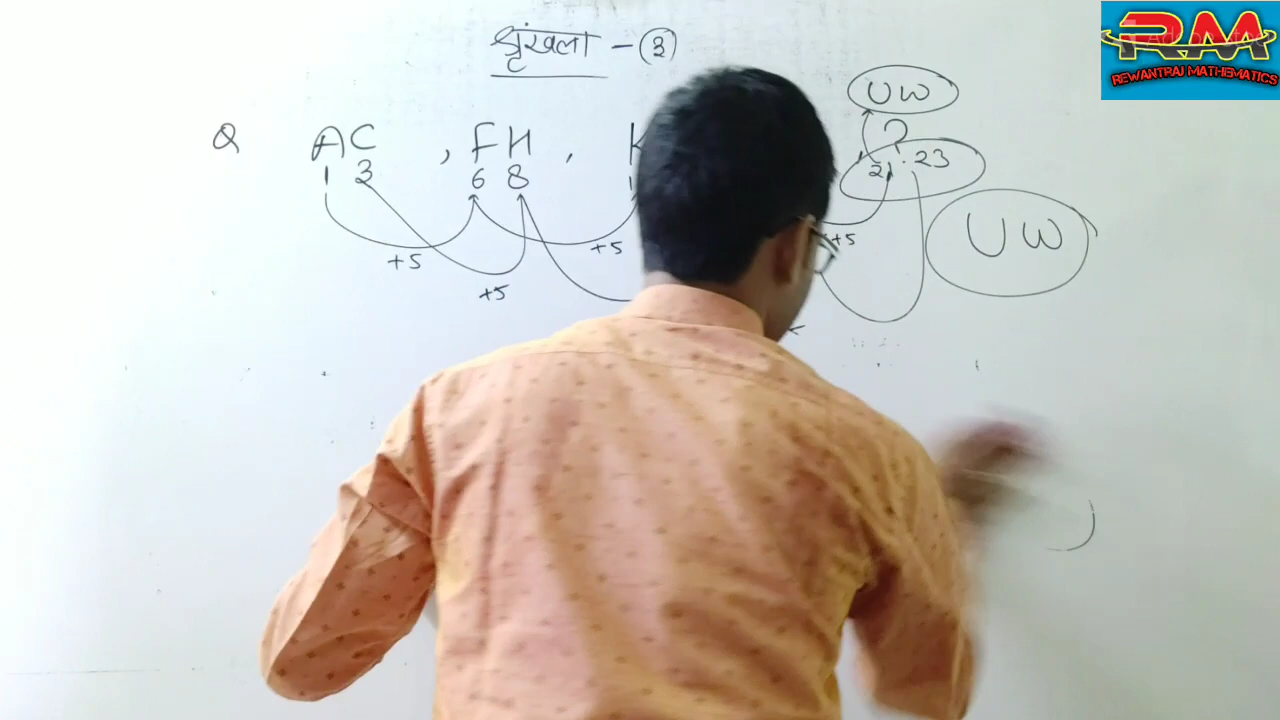 शृंखला - ③
UW
Q AC , FH , K ?
1 3 6 8 1 21 23
+5 +5 +5 +5
UW
RM
REWANTRAJ MATHEMATICS